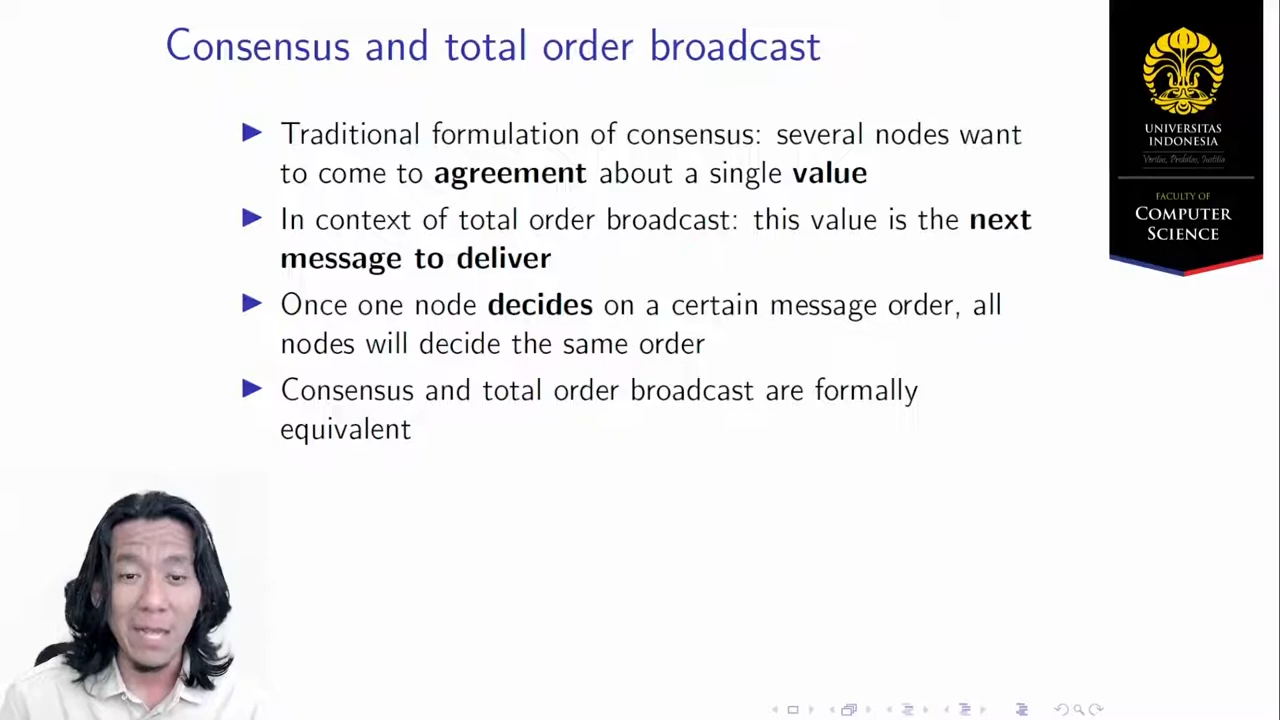 Consensus and total order broadcast
Traditional formulation of consensus: several nodes want
to come to agreement about a single value
In context of total order broadcast: this value is the next
message to deliver
Once one node decides on a certain message order, all
nodes will decide the same order
Consensus and total order broadcast are formally
equivalent
UNIVERSITAS
INDONESIA
Veritas, Probitas, Iustitia
FACULTY OF
COMPUTER
SCIENCE